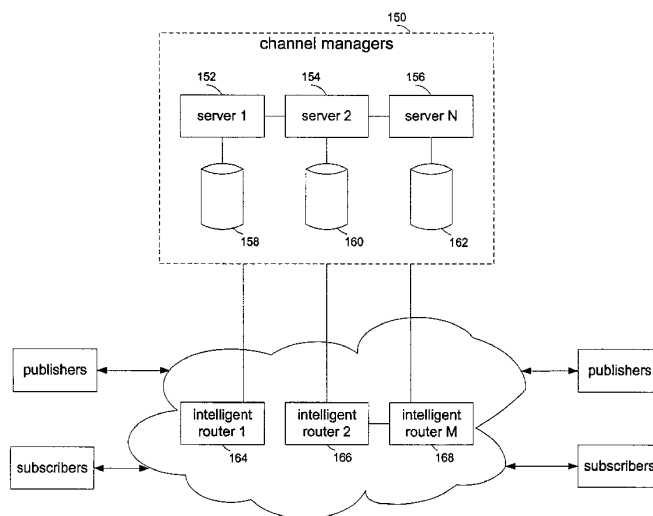 150
channel managers
152
154
156
server 1
server 2
server N
158
160
162
publishers
publishers
intelligent
router 1
intelligent
router 2
intelligent
router M
164
166
168
subscribers
subscribers